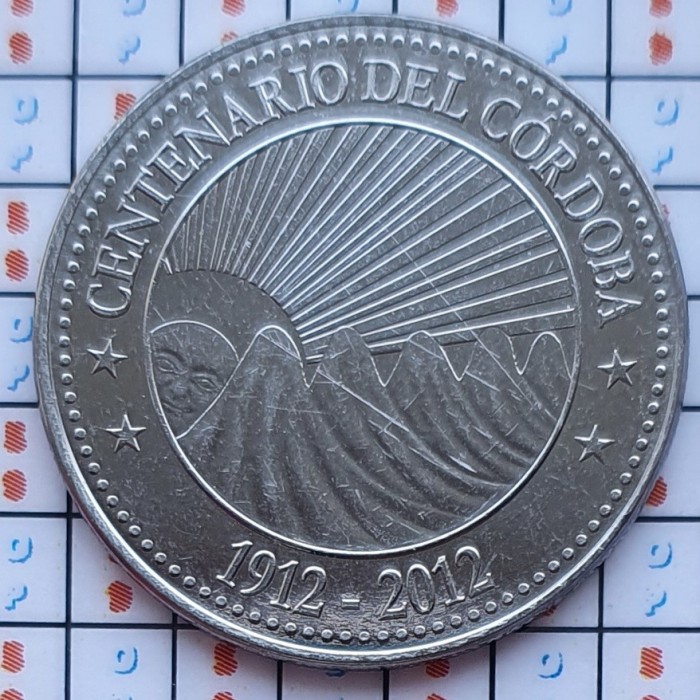 CENTENARIO DEL CÓRDOBA
1912 - 2012